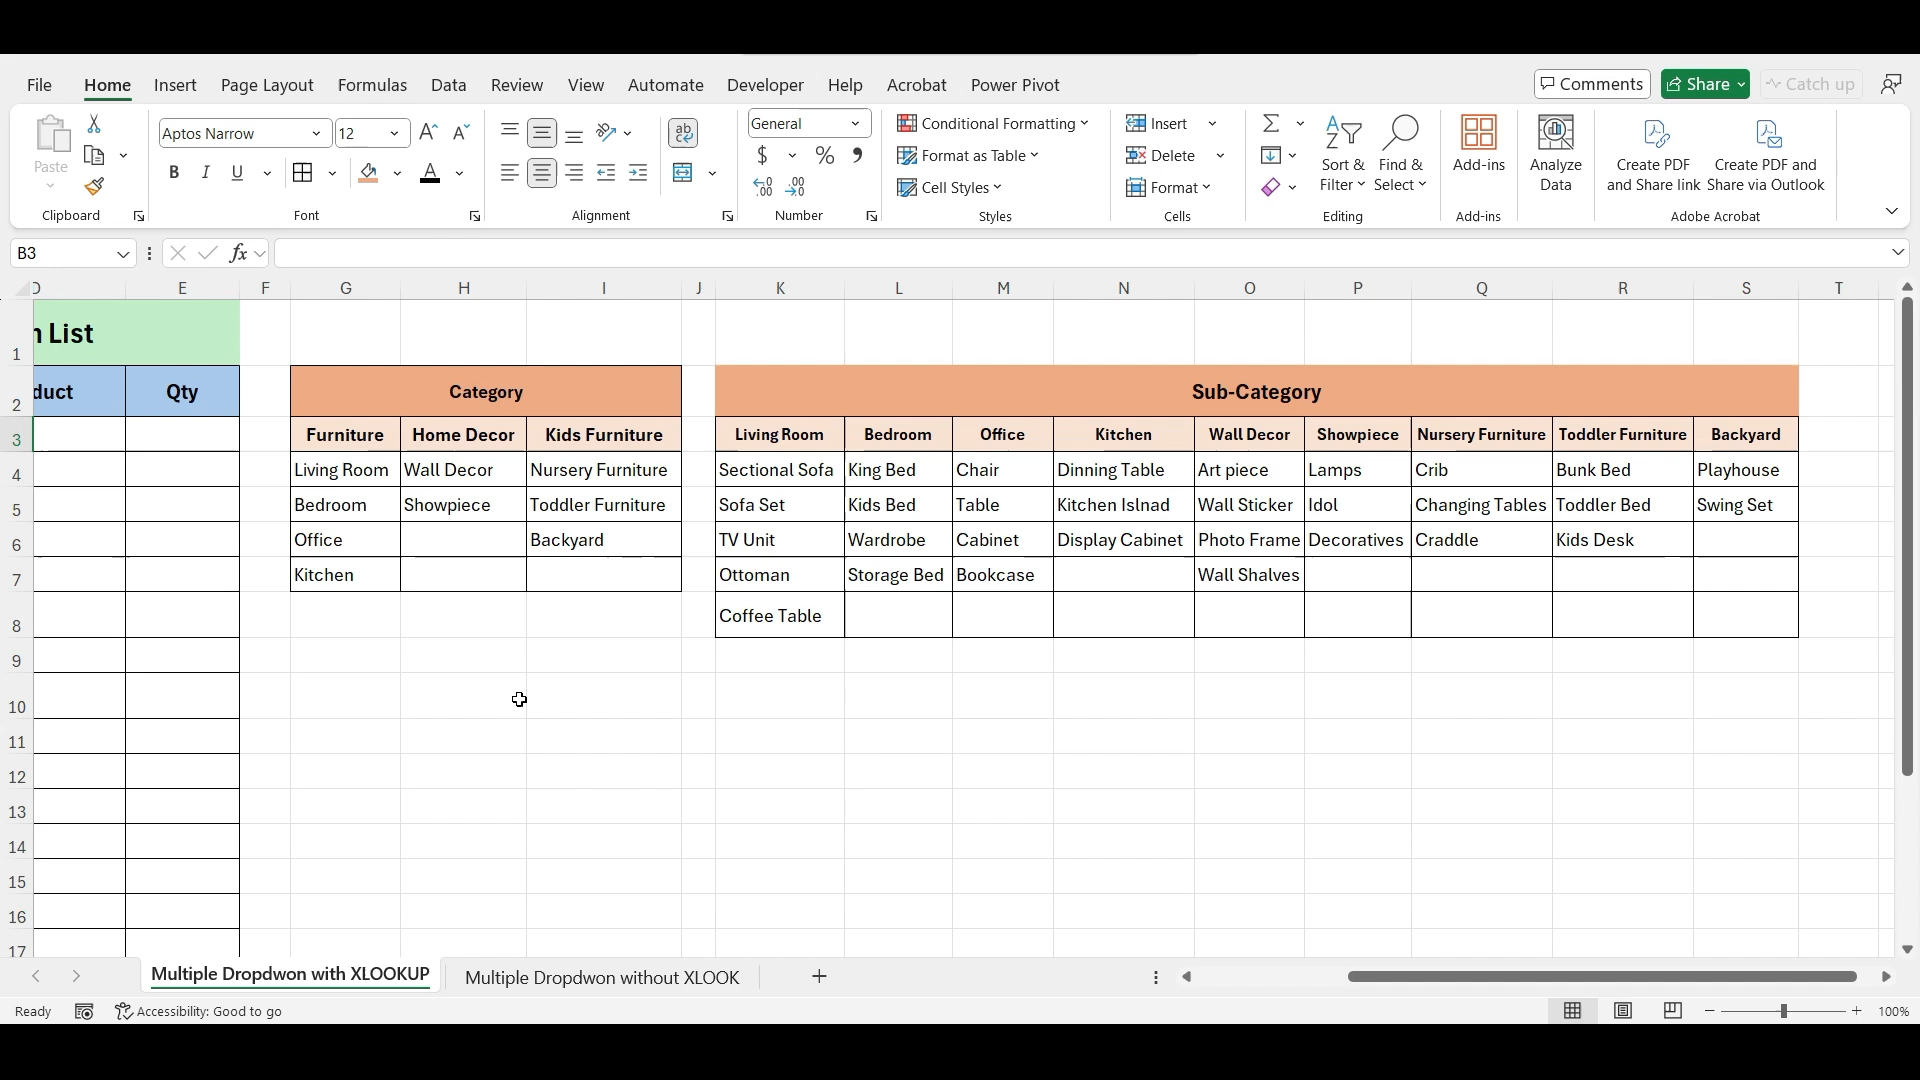 File Home Insert Page Layout Formulas Data Review View Automate Developer Help Acrobat Power Pivot Comments Share Catch up
Paste
Clipboard
Aptos Narrow 12
B I U A
Font
ab
Alignment
General
$ % 9
Number
Conditional Formatting
Format as Table
Cell Styles
Styles
Insert
Delete
Format
Cells
Sort & Filter
Find & Select
Editing
Add-ins
Add-ins
Analyze Data
Create PDF and Share link
Create PDF and Share via Outlook
Adobe Acrobat
B3 fx
D E F G H I J K L M N O P Q R S T
1 List
2 duct Qty Category Sub-Category
3 Furniture Home Decor Kids Furniture Living Room Bedroom Office Kitchen Wall Decor Showpiece Nursery Furniture Toddler Furniture Backyard
4 Living Room Wall Decor Nursery Furniture Sectional Sofa King Bed Chair Dinning Table Art piece Lamps Crib Bunk Bed Playhouse
5 Bedroom Showpiece Toddler Furniture Sofa Set Kids Bed Table Kitchen Islnad Wall Sticker Idol Changing Tables Toddler Bed Swing Set
6 Office Backyard TV Unit Wardrobe Cabinet Display Cabinet Photo Frame Decoratives Craddle Kids Desk
7 Kitchen Ottoman Storage Bed Bookcase Wall Shalves
8 Coffee Table
9
10
11
12
13
14
15
16
17
Multiple Dropdwon with XLOOKUP Multiple Dropdwon without XLOOK
Ready Accessibility: Good to go 100%